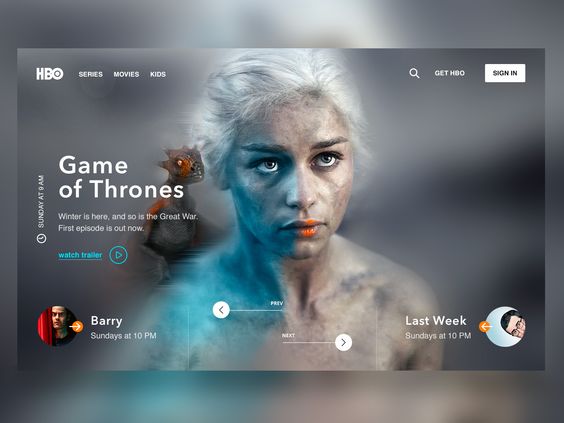 HBO
SERIES MOVIES KIDS
GET HBO
SIGN IN
SUNDAY AT 9 AM
Game
of Thrones
Winter is here, and so is the Great War.
First episode is out now.
watch trailer
PREV
NEXT
Barry
Sundays at 10 PM
Last Week
Sundays at 10 PM